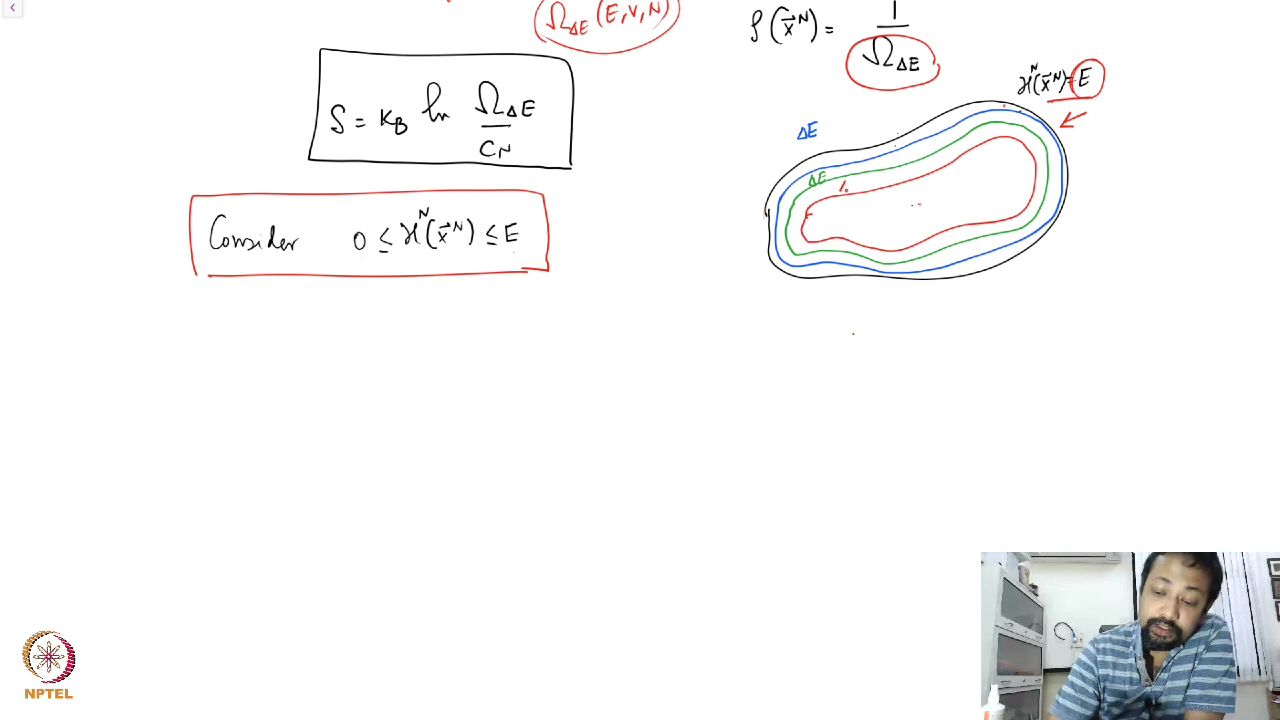 Ω_ΔE (E,V,N)
ρ(x⃗^N) = 1/Ω_ΔE
S = K_B ln Ω_ΔE/C_N
ℋ^N(x⃗^N) = E
ΔE
ΔE
Consider 0 ≤ ℋ^N(x⃗^N) ≤ E
NPTEL